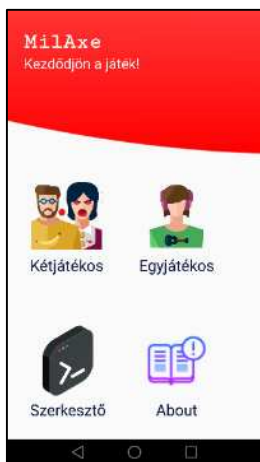 MilAxe
Kezdődjön a játék!
Kétjátékos
Egyjátékos
Szerkesztő
About